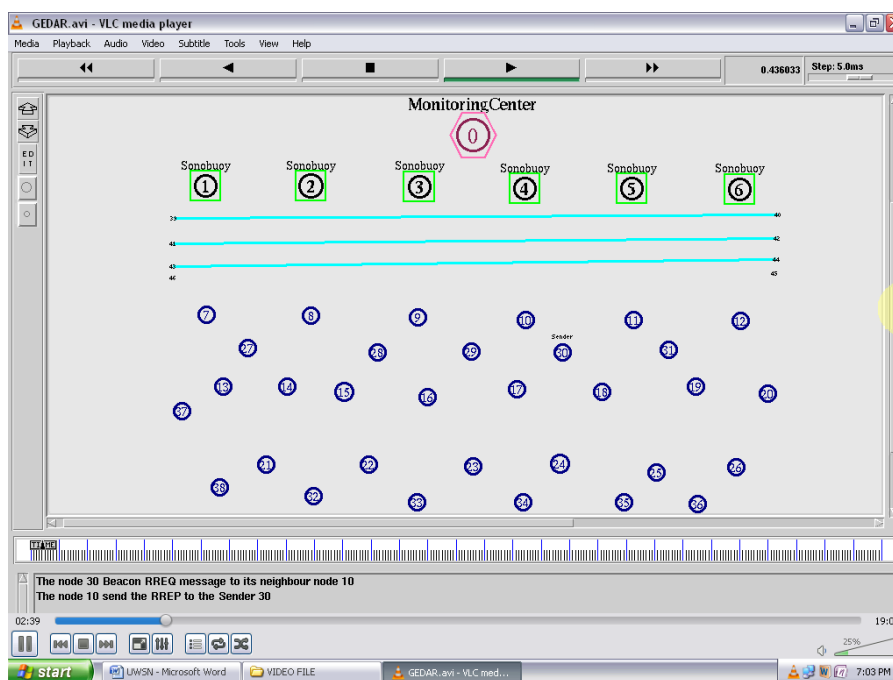 GEDAR.avi - VLC media player
Media Playback Audio Video Subtitle Tools View Help
0.436033 Step: 5.0ms
ED
IT
MonitoringCenter
0
Sonobuoy Sonobuoy Sonobuoy Sonobuoy Sonobuoy Sonobuoy
1 2 3 4 5 6
39 40
41 42
43 44
46 45
7 8 9 10 11 12
Sender
27 28 29 30 31
13 14 15 16 17 18 19 20
37
21 22 23 24 25 26
38 32 33 34 35 36
TIME
The node 30 Beacon RREQ message to its neighbour node 10
The node 10 send the RREP to the Sender 30
02:39 19:0
25%
start UWSN - Microsoft Word VIDEO FILE GEDAR.avi - VLC med... 7:03 PM